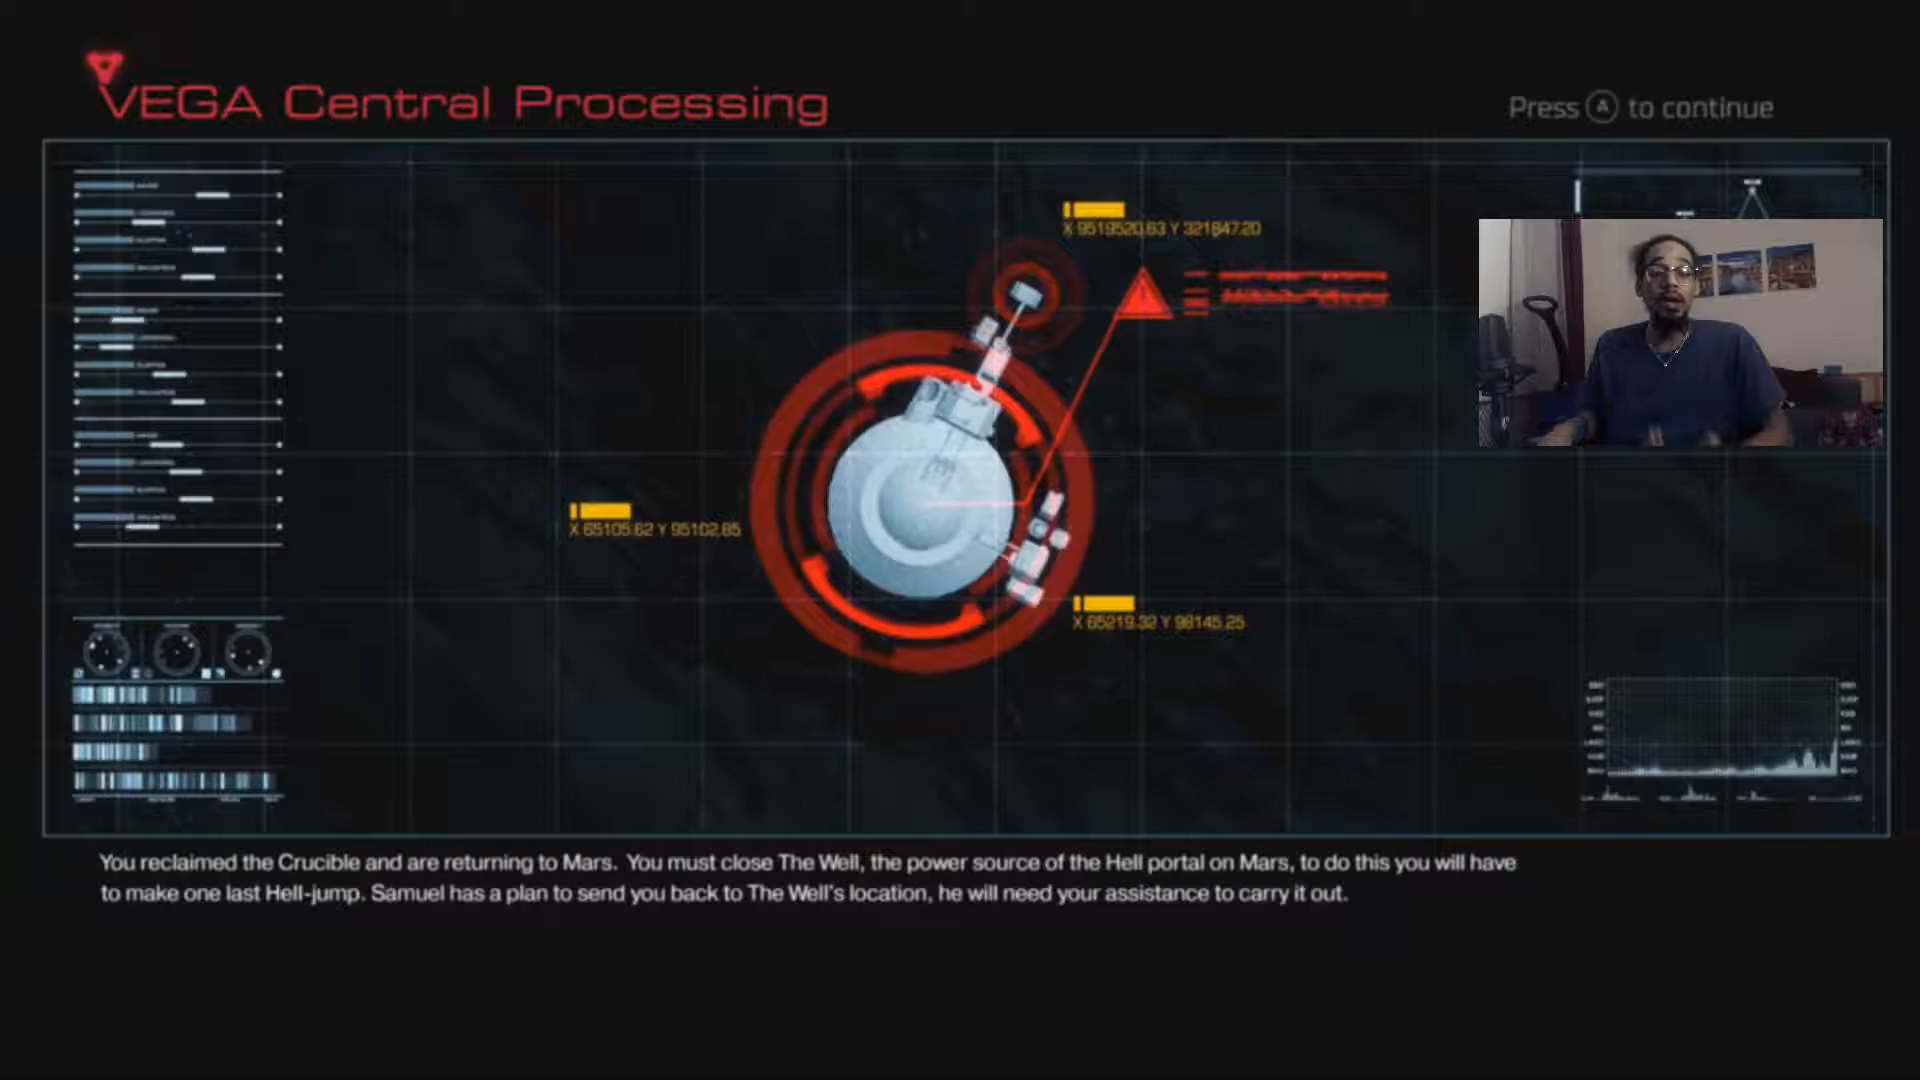 VEGA Central Processing
Press A to continue
X 9519520.63 Y 321847.20
X 65105.62 Y 95102.85
X 65219.32 Y 98145.25
You reclaimed the Crucible and are returning to Mars. You must close The Well, the power source of the Hell portal on Mars, to do this you will have
to make one last Hell-jump. Samuel has a plan to send you back to The Well's location, he will need your assistance to carry it out.